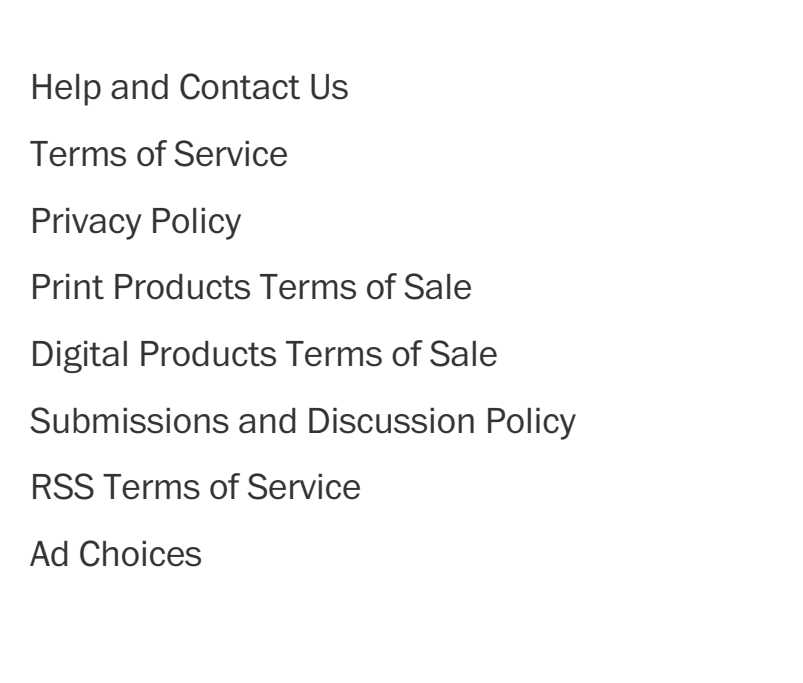 Help and Contact Us
Terms of Service
Privacy Policy
Print Products Terms of Sale
Digital Products Terms of Sale
Submissions and Discussion Policy
RSS Terms of Service
Ad Choices